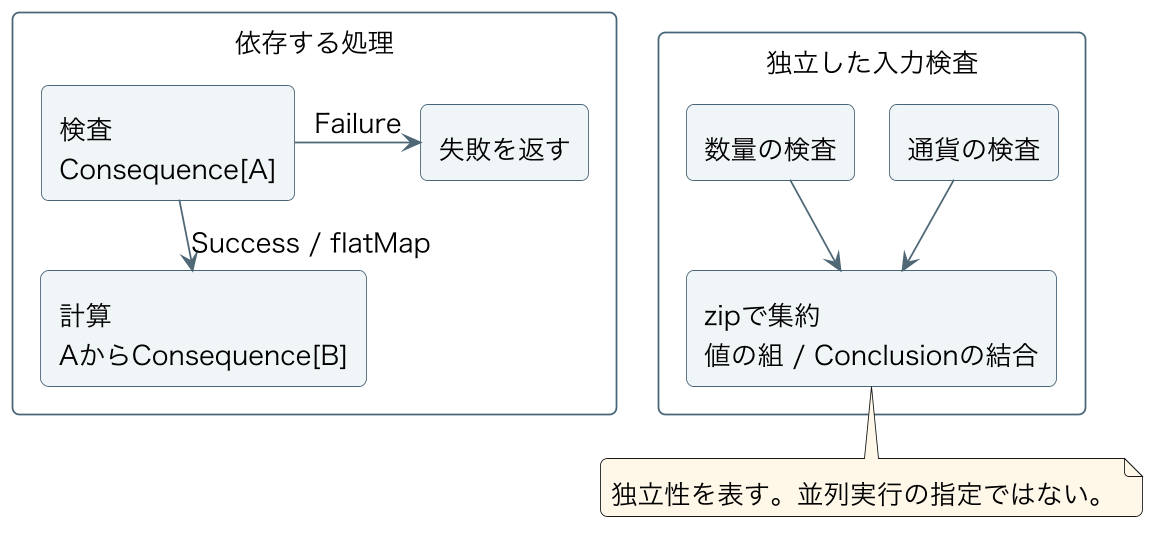 依存する処理
検査
Consequence[A]
Failure
失敗を返す
Success / flatMap
計算
AからConsequence[B]
独立した入力検査
数量の検査
通貨の検査
zipで集約
値の組 / Conclusionの結合
独立性を表す。並列実行の指定ではない。